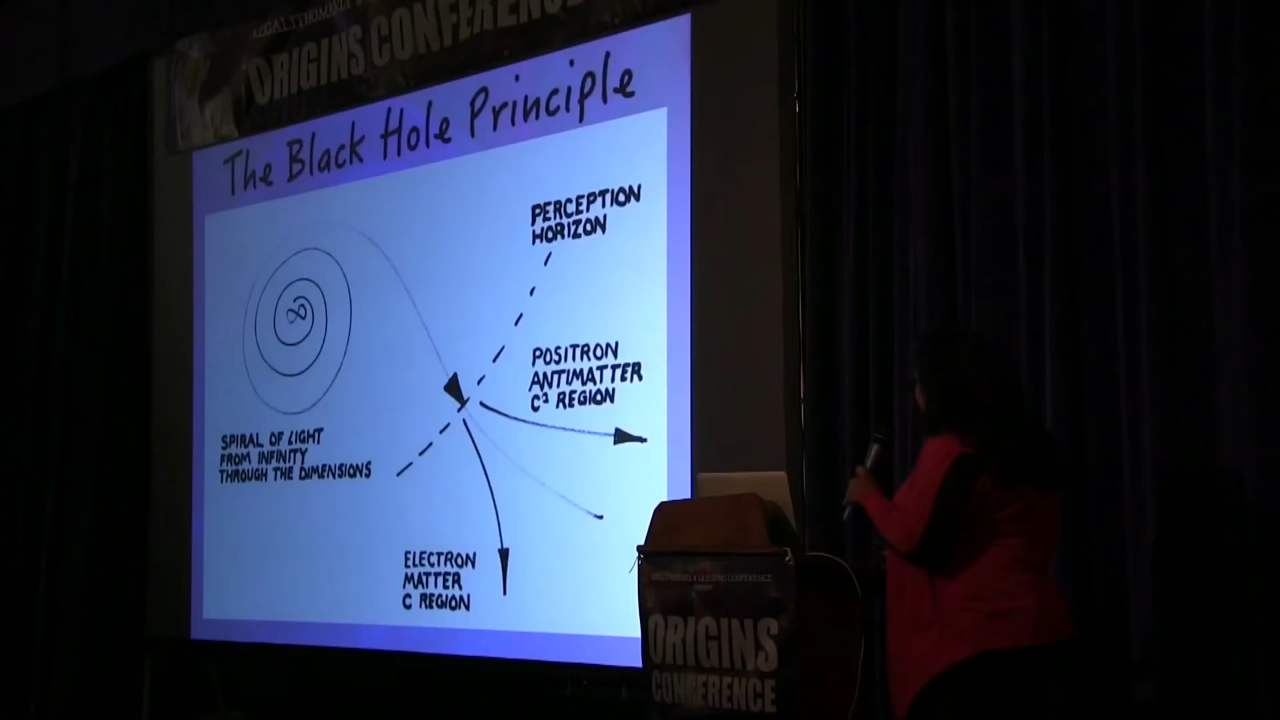 ORIGINS CONFERENCE
The Black Hole Principle
PERCEPTION
HORIZON
POSITRON
ANTIMATTER
C² REGION
SPIRAL OF LIGHT
FROM INFINITY
THROUGH THE DIMENSIONS
ELECTRON
MATTER
C REGION
ORIGINS
CONFERENCE